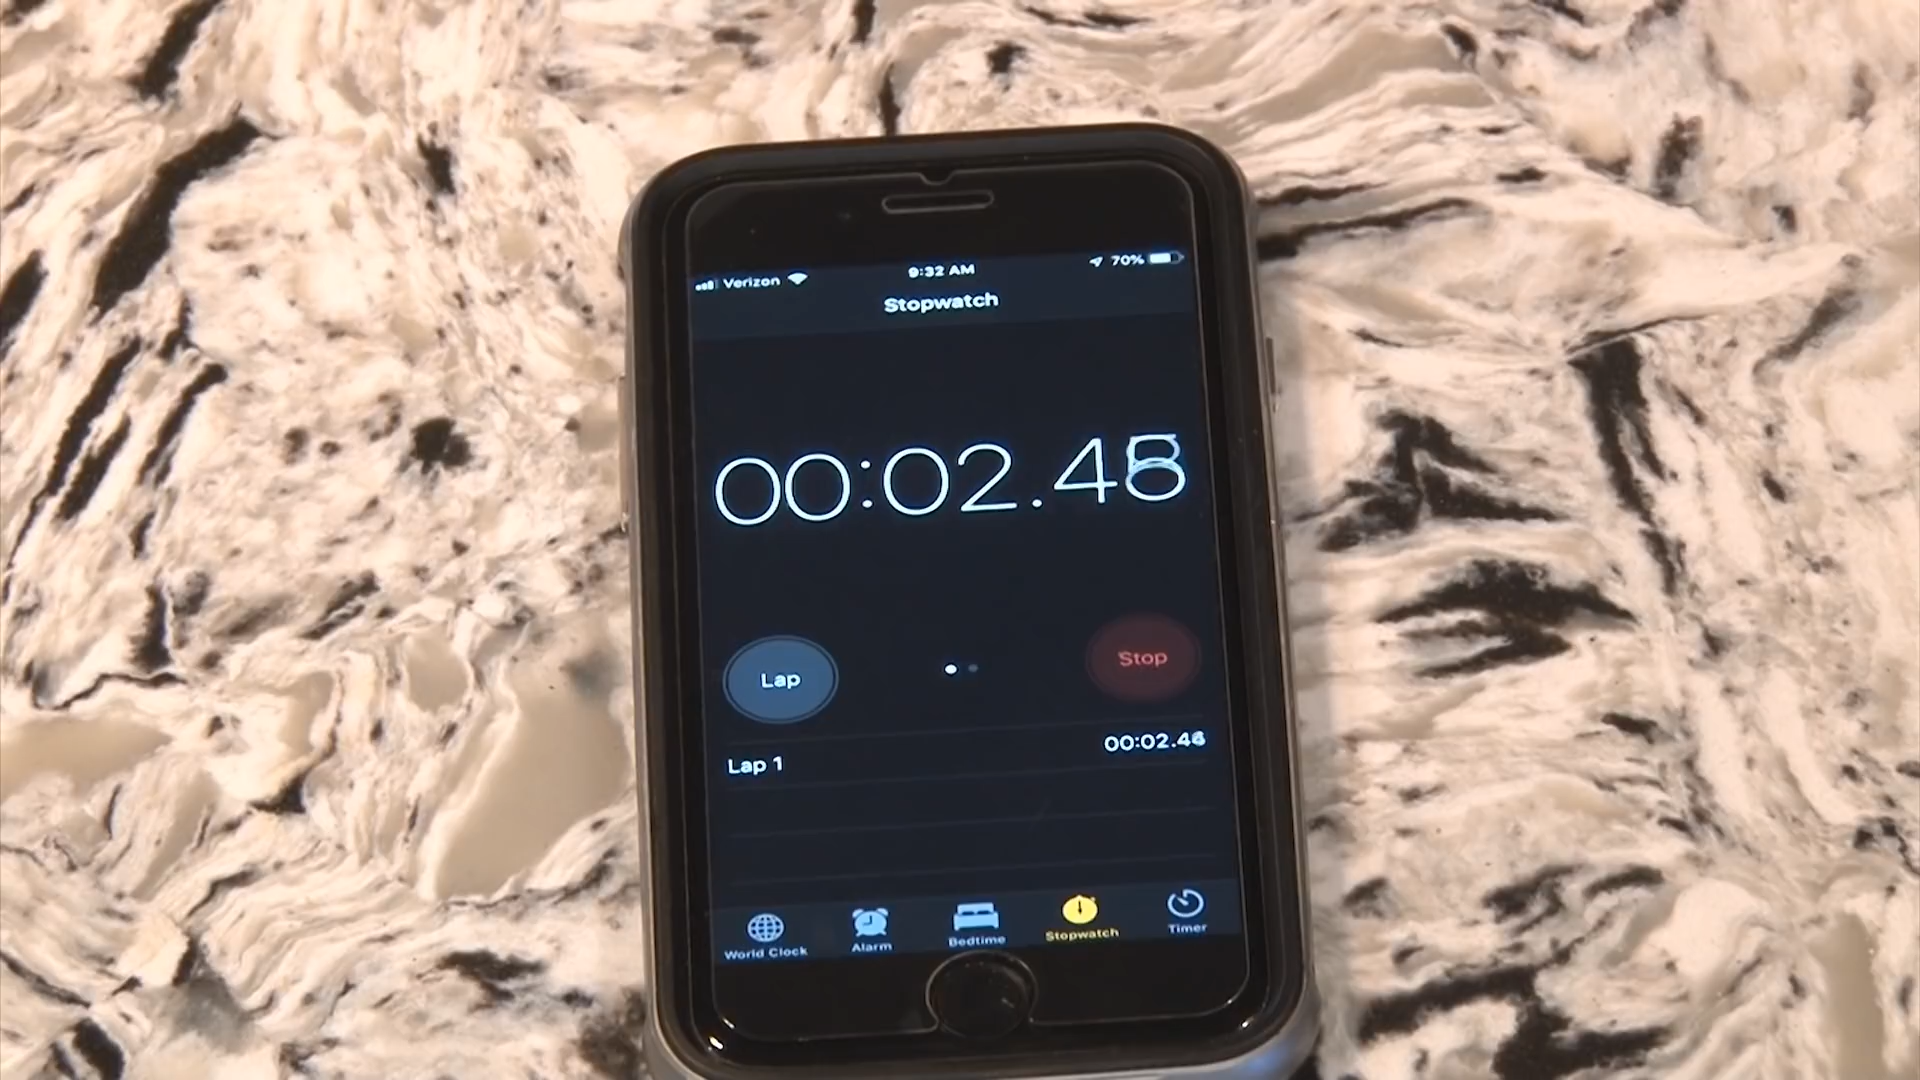 Verizon 9:32 AM 70%
Stopwatch
00:02.4
Lap Stop
Lap 1 00:02.46
World Clock Alarm Bedtime Stopwatch Timer